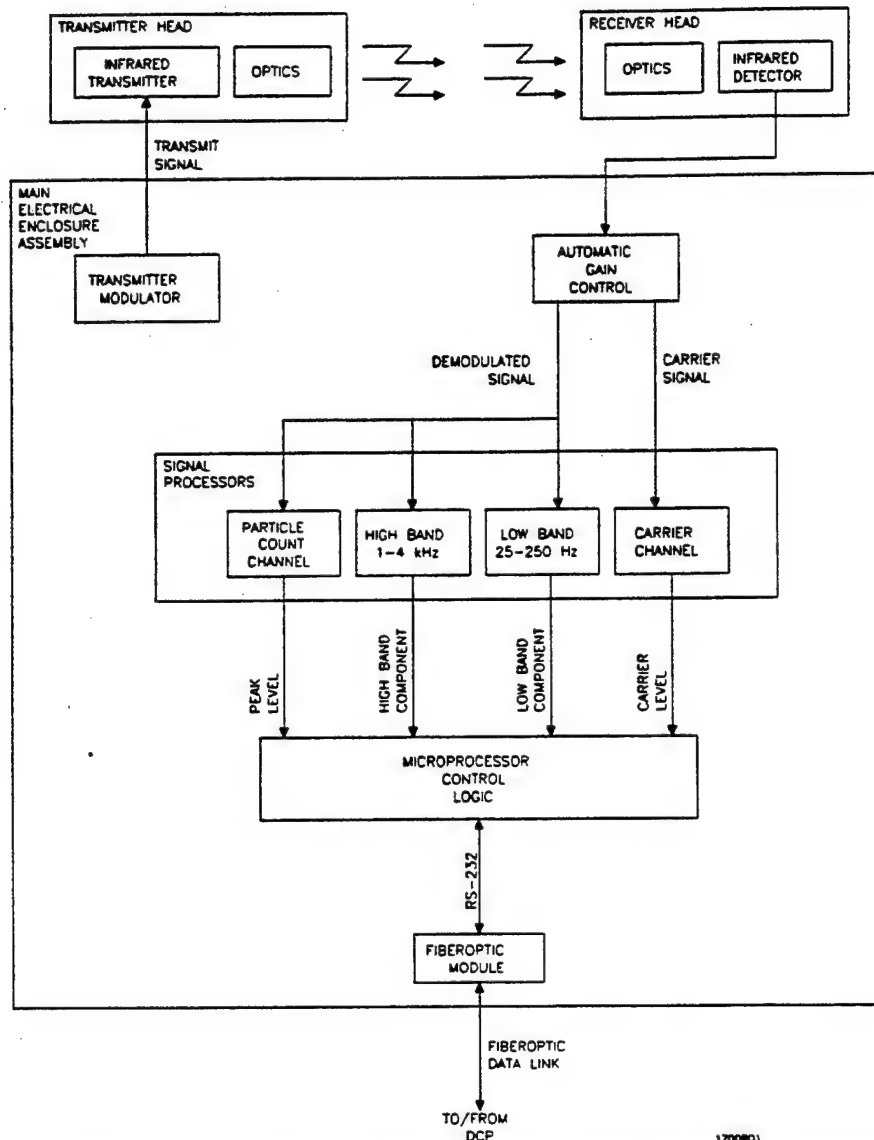 TRANSMITTER HEAD
INFRARED
TRANSMITTER
OPTICS
RECEIVER HEAD
OPTICS
INFRARED
DETECTOR
TRANSMIT
SIGNAL
MAIN
ELECTRICAL
ENCLOSURE
ASSEMBLY
TRANSMITTER
MODULATOR
AUTOMATIC
GAIN
CONTROL
DEMODULATED
SIGNAL
CARRIER
SIGNAL
SIGNAL
PROCESSORS
PARTICLE
COUNT
CHANNEL
HIGH BAND
1-4 kHz
LOW BAND
25-250 Hz
CARRIER
CHANNEL
PEAK
LEVEL
HIGH BAND
COMPONENT
LOW BAND
COMPONENT
CARRIER
LEVEL
MICROPROCESSOR
CONTROL
LOGIC
RS-232
FIBEROPTIC
MODULE
FIBEROPTIC
DATA LINK
TO/FROM
DCP